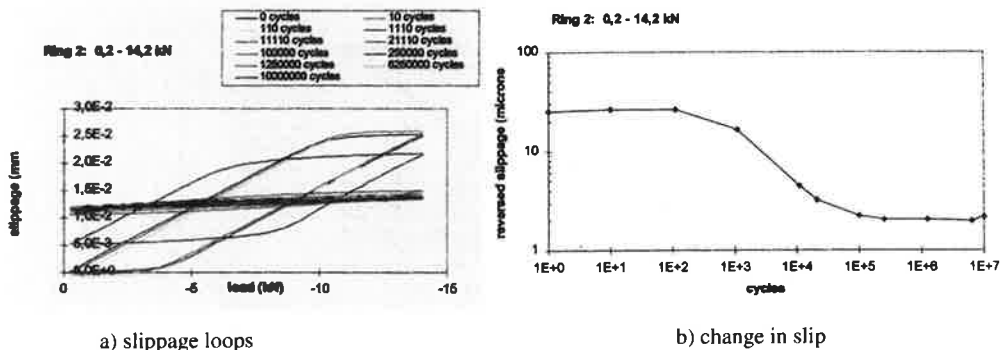 Ring 2: 0,2 - 14,2 kN
0 cycles
10 cycles
110 cycles
1110 cycles
11110 cycles
21110 cycles
100000 cycles
250000 cycles
1250000 cycles
6250000 cycles
10000000 cycles
slippage (mm
3,0E-2
2,5E-2
2,0E-2
1,5E-2
1,0E-2
5,0E-3
0,0E+0
0
-5
-10
-15
load (kN)
a) slippage loops
Ring 2: 0,2 - 14,2 kN
reversed slippage (microns
100
10
1
1E+0
1E+1
1E+2
1E+3
1E+4
1E+5
1E+6
1E+7
cycles
b) change in slip